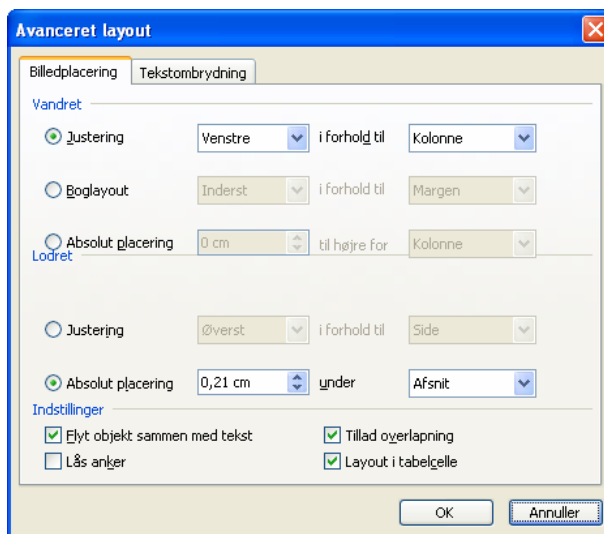 Avanceret layout
Billedplacering Tekstombrydning
Vandret
Justering Venstre i forhold til Kolonne
Boglayout Inderst i forhold til Margen
Absolut placering 0 cm til højre for Kolonne
Lodret
Justering Øverst i forhold til Side
Absolut placering 0,21 cm under Afsnit
Indstillinger
Flyt objekt sammen med tekst Tillad overlapning
Lås anker Layout i tabelcelle
OK Annuller